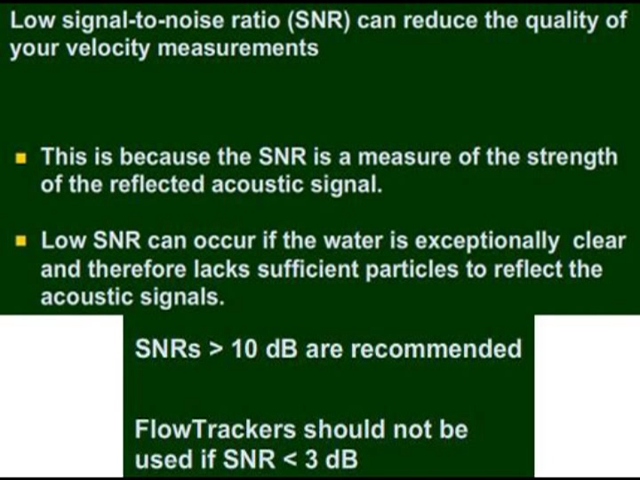 Low signal-to-noise ratio (SNR) can reduce the quality of
your velocity measurements
This is because the SNR is a measure of the strength
of the reflected acoustic signal.
Low SNR can occur if the water is exceptionally clear
and therefore lacks sufficient particles to reflect the
acoustic signals.
SNRs > 10 dB are recommended
FlowTrackers should not be
used if SNR < 3 dB